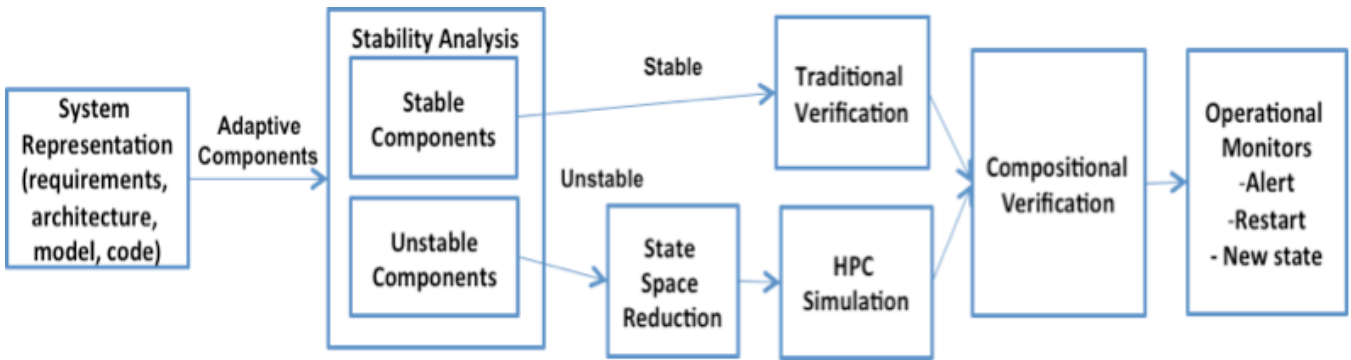 System
Representation
(requirements,
architecture,
model, code)
Adaptive
Components
Stability Analysis
Stable
Components
Unstable
Components
Stable
Unstable
State
Space
Reduction
Traditional
Verification
HPC
Simulation
Compositional
Verification
Operational
Monitors
-Alert
-Restart
- New state